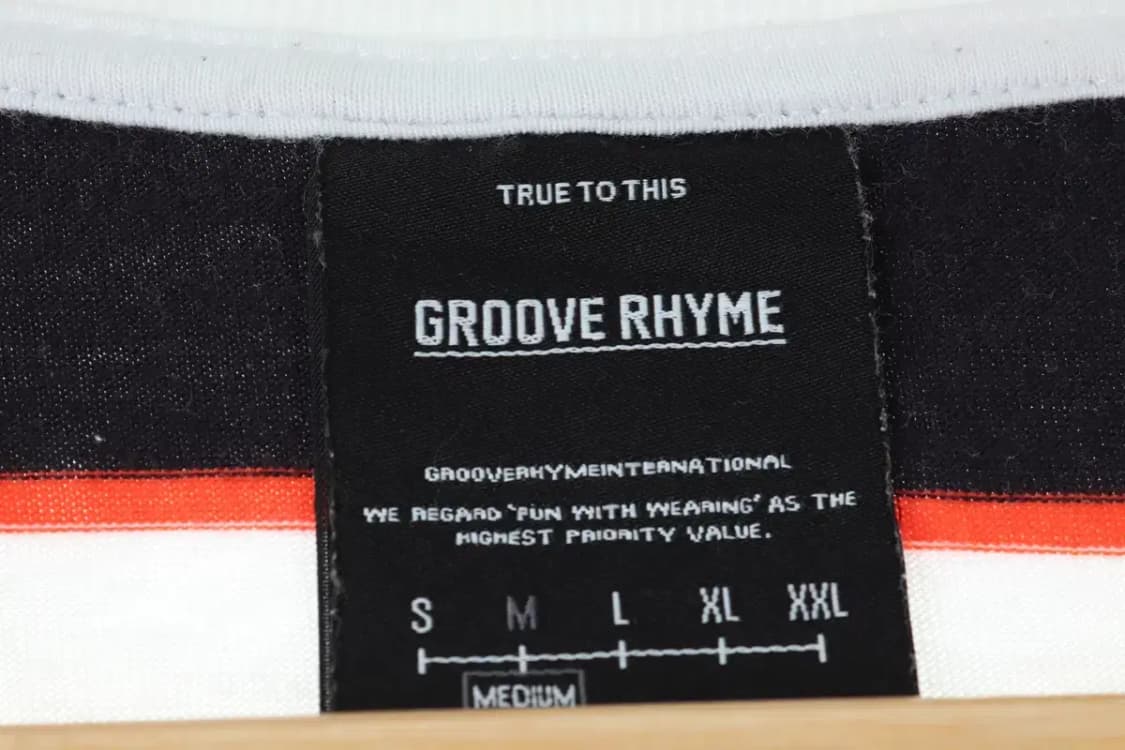 TRUE TO THIS
GROOVE RHYME
GROOVERHYMEINTERNATIONAL
WE REGARD 'FUN WITH WEARING' AS THE
HIGHEST PRIORITY VALUE.
S M L XL XXL
MEDIUM